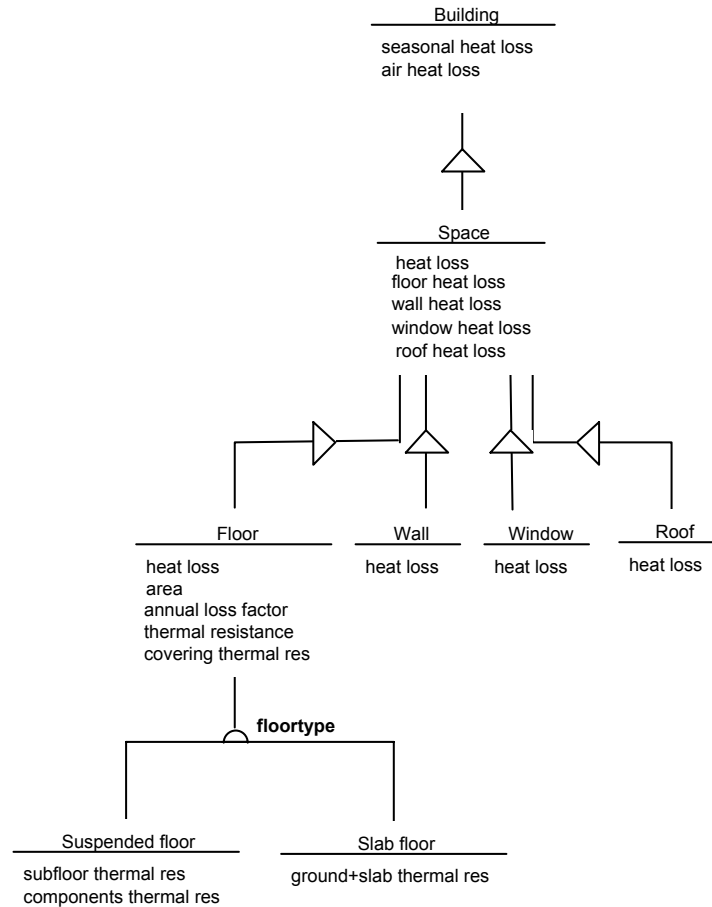 Building
seasonal heat loss
air heat loss
Space
heat loss
floor heat loss
wall heat loss
window heat loss
roof heat loss
Floor
heat loss
area
annual loss factor
thermal resistance
covering thermal res
Wall
heat loss
Window
heat loss
Roof
heat loss
floortype
Suspended floor
subfloor thermal res
components thermal res
Slab floor
ground+slab thermal res